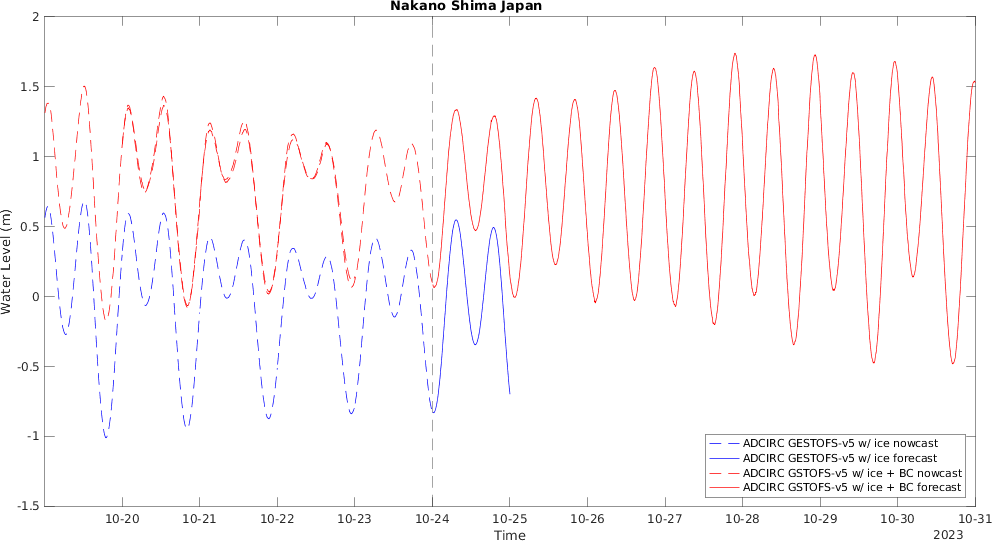 Nakano Shima Japan
Water Level (m)
2
1.5
1
0.5
0
-0.5
-1
-1.5
ADCIRC GESTOFS-v5 w/ ice nowcast
ADCIRC GESTOFS-v5 w/ ice forecast
ADCIRC GSTOFS-v5 w/ ice + BC nowcast
ADCIRC GSTOFS-v5 w/ ice + BC forecast
10-20 10-21 10-22 10-23 10-24 10-25 10-26 10-27 10-28 10-29 10-30 10-31
Time
2023